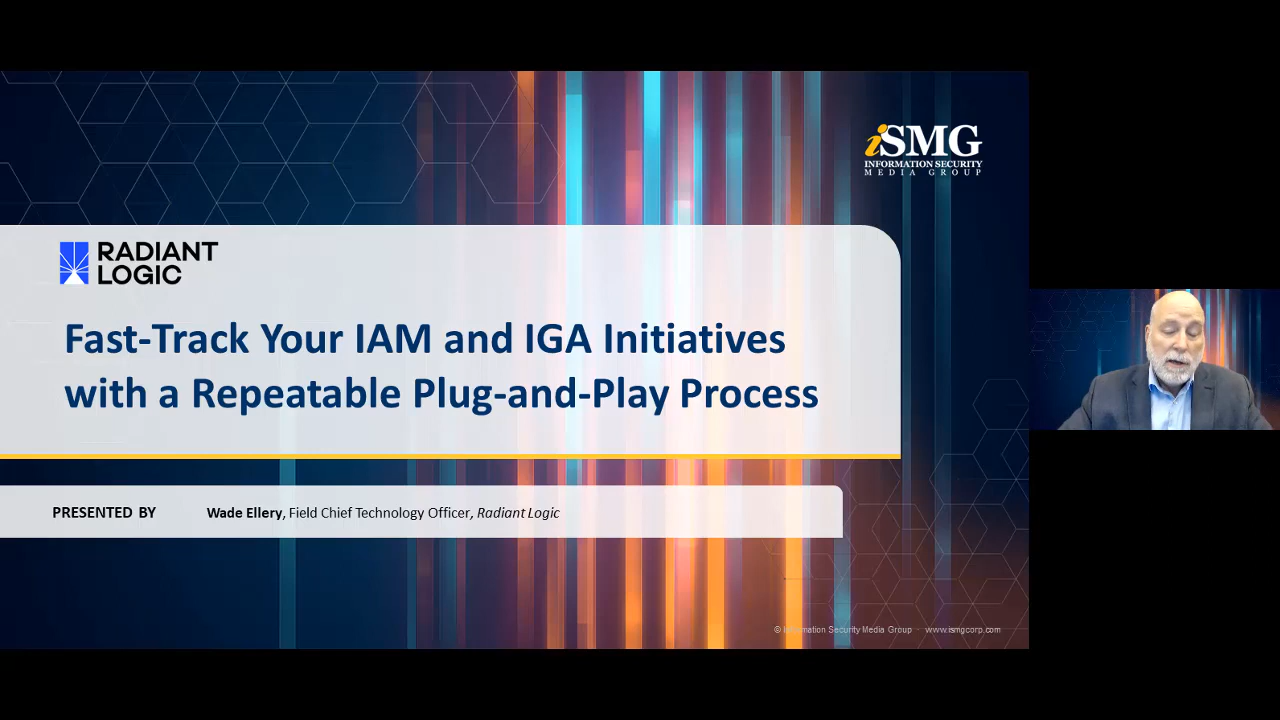 iSMG
INFORMATION SECURITY
MEDIA GROUP
RADIANT
LOGIC
Fast-Track Your IAM and IGA Initiatives
with a Repeatable Plug-and-Play Process
PRESENTED BY Wade Ellery, Field Chief Technology Officer, Radiant Logic
© Information Security Media Group · www.ismgcorp.com